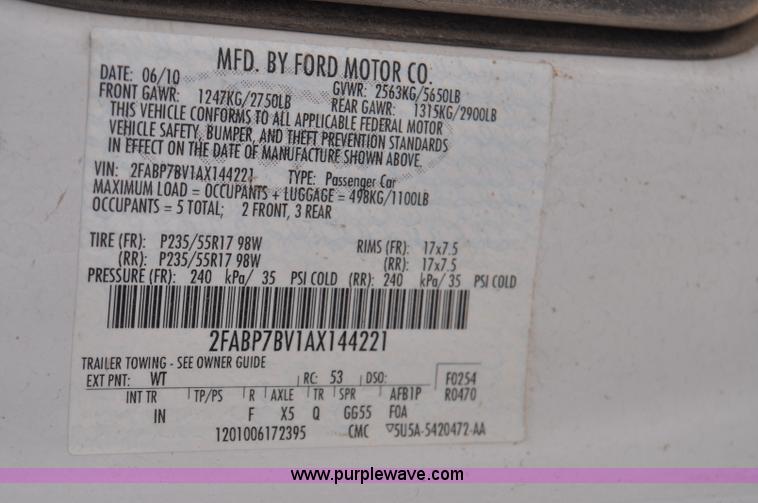 MFD. BY FORD MOTOR CO.
DATE: 06/10 GVWR: 2563KG/5650LB
FRONT GAWR: 1247KG/2750LB REAR GAWR: 1315KG/2900LB
THIS VEHICLE CONFORMS TO ALL APPLICABLE FEDERAL MOTOR
VEHICLE SAFETY, BUMPER, AND THEFT PREVENTION STANDARDS
IN EFFECT ON THE DATE OF MANUFACTURE SHOWN ABOVE.
VIN: 2FABP7BV1AX144221 TYPE: Passenger Car
MAXIMUM LOAD = OCCUPANTS + LUGGAGE = 498KG/1100LB
OCCUPANTS = 5 TOTAL; 2 FRONT, 3 REAR
TIRE (FR): P235/55R17 98W RIMS (FR): 17x7.5
(RR): P235/55R17 98W (RR): 17x7.5
PRESSURE (FR): 240 kPa/ 35 PSI COLD (RR): 240 kPa/ 35 PSI COLD
2FABP7BV1AX144221
TRAILER TOWING - SEE OWNER GUIDE
EXT PNT: WT RC: 53 DSO: F0254
INT TR TP/PS R AXLE TR SPR AFB1P R0470
IN F X5 Q GG55 FOA
1201006172395 CMC ▽5U5A-5420472-AA
www.purplewave.com